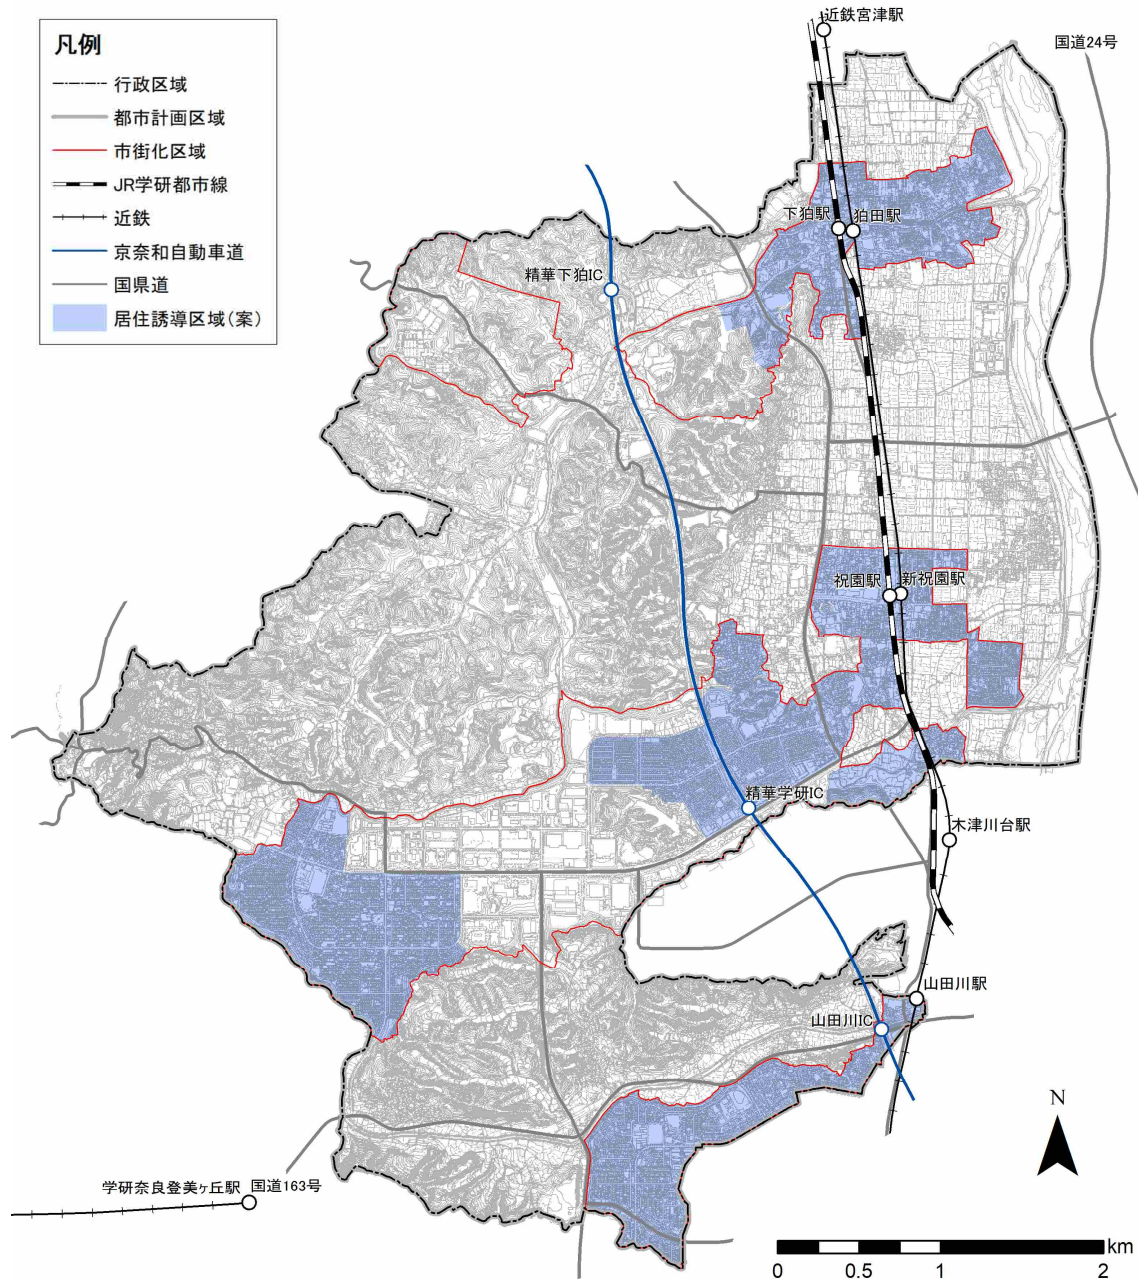 凡例
行政区域
都市計画区域
市街化区域
JR学研都市線
近鉄
京奈和自動車道
国県道
居住誘導区域(案)
近鉄宮津駅
国道24号
下狛駅
狛田駅
精華下狛IC
祝園駅
新祝園駅
精華学研IC
木津川台駅
山田川駅
山田川IC
学研奈良登美ヶ丘駅
国道163号
N
km
0
0.5
1
2